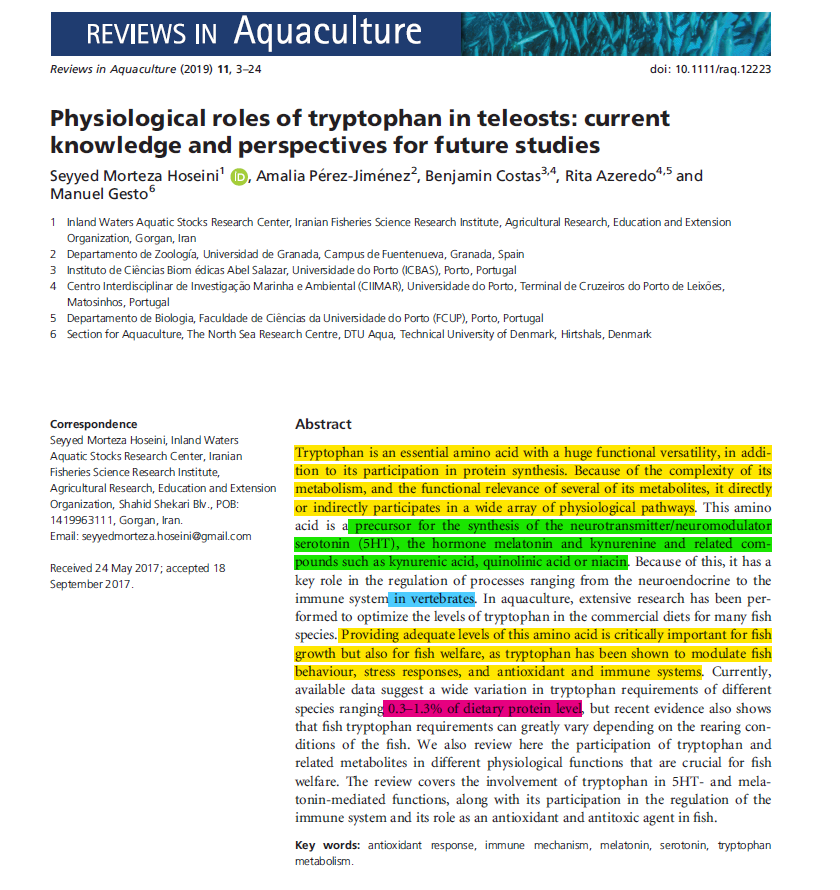 REVIEWS IN Aquaculture
Reviews in Aquaculture (2019) 11, 3–24
doi: 10.1111/raq.12223
Physiological roles of tryptophan in teleosts: current
knowledge and perspectives for future studies
Seyyed Morteza Hoseini1 iD, Amalia Pérez-Jiménez2, Benjamin Costas3,4, Rita Azeredo4,5 and
Manuel Gesto6
1 Inland Waters Aquatic Stocks Research Center, Iranian Fisheries Science Research Institute, Agricultural Research, Education and Extension
Organization, Gorgan, Iran
2 Departamento de Zoología, Universidad de Granada, Campus de Fuentenueva, Granada, Spain
3 Instituto de Ciências Biom édicas Abel Salazar, Universidade do Porto (ICBAS), Porto, Portugal
4 Centro Interdisciplinar de Investigação Marinha e Ambiental (CIIMAR), Universidade do Porto, Terminal de Cruzeiros do Porto de Leixões,
Matosinhos, Portugal
5 Departamento de Biologia, Faculdade de Ciências da Universidade do Porto (FCUP), Porto, Portugal
6 Section for Aquaculture, The North Sea Research Centre, DTU Aqua, Technical University of Denmark, Hirtshals, Denmark
Correspondence
Seyyed Morteza Hoseini, Inland Waters
Aquatic Stocks Research Center, Iranian
Fisheries Science Research Institute,
Agricultural Research, Education and Extension
Organization, Shahid Shekari Blv., POB:
1419963111, Gorgan, Iran.
Email: seyyedmorteza.hoseini@gmail.com
Received 24 May 2017; accepted 18
September 2017.
Abstract
Tryptophan is an essential amino acid with a huge functional versatility, in addi-
tion to its participation in protein synthesis. Because of the complexity of its
metabolism, and the functional relevance of several of its metabolites, it directly
or indirectly participates in a wide array of physiological pathways. This amino
acid is a precursor for the synthesis of the neurotransmitter/neuromodulator
serotonin (5HT), the hormone melatonin and kynurenine and related com-
pounds such as kynurenic acid, quinolinic acid or niacin. Because of this, it has a
key role in the regulation of processes ranging from the neuroendocrine to the
immune system in vertebrates. In aquaculture, extensive research has been per-
formed to optimize the levels of tryptophan in the commercial diets for many fish
species. Providing adequate levels of this amino acid is critically important for fish
growth but also for fish welfare, as tryptophan has been shown to modulate fish
behaviour, stress responses, and antioxidant and immune systems. Currently,
available data suggest a wide variation in tryptophan requirements of different
species ranging 0.3–1.3% of dietary protein level, but recent evidence also shows
that fish tryptophan requirements can greatly vary depending on the rearing con-
ditions of the fish. We also review here the participation of tryptophan and
related metabolites in different physiological functions that are crucial for fish
welfare. The review covers the involvement of tryptophan in 5HT- and mela-
tonin-mediated functions, along with its participation in the regulation of the
immune system and its role as an antioxidant and antitoxic agent in fish.
Key words: antioxidant response, immune mechanism, melatonin, serotonin, tryptophan
metabolism.